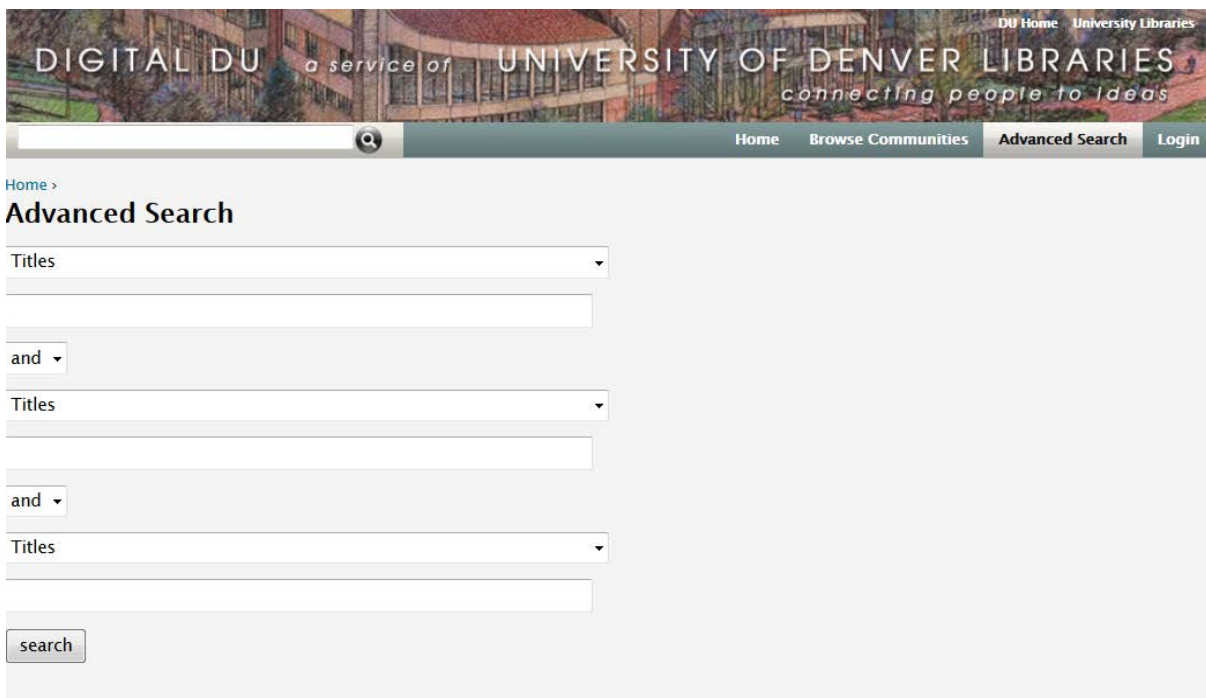 DU Home University Libraries
DIGITAL DU a service of UNIVERSITY OF DENVER LIBRARIES
connecting people to ideas
Home Browse Communities Advanced Search Login
Home ›
Advanced Search
Titles
and
Titles
and
Titles
search